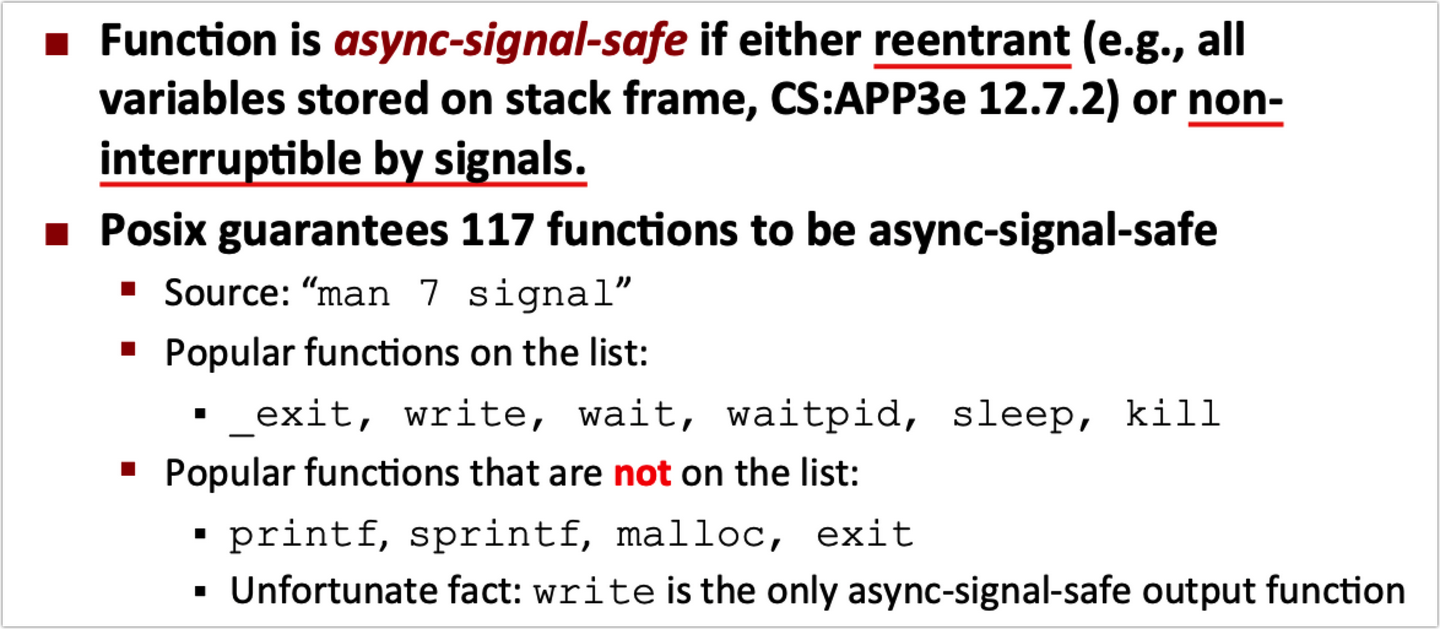 Function is async-signal-safe if either reentrant (e.g., all
variables stored on stack frame, CS:APP3e 12.7.2) or non-
interruptible by signals.
Posix guarantees 117 functions to be async-signal-safe
Source: “man 7 signal”
Popular functions on the list:
_exit, write, wait, waitpid, sleep, kill
Popular functions that are not on the list:
printf, sprintf, malloc, exit
Unfortunate fact: write is the only async-signal-safe output function